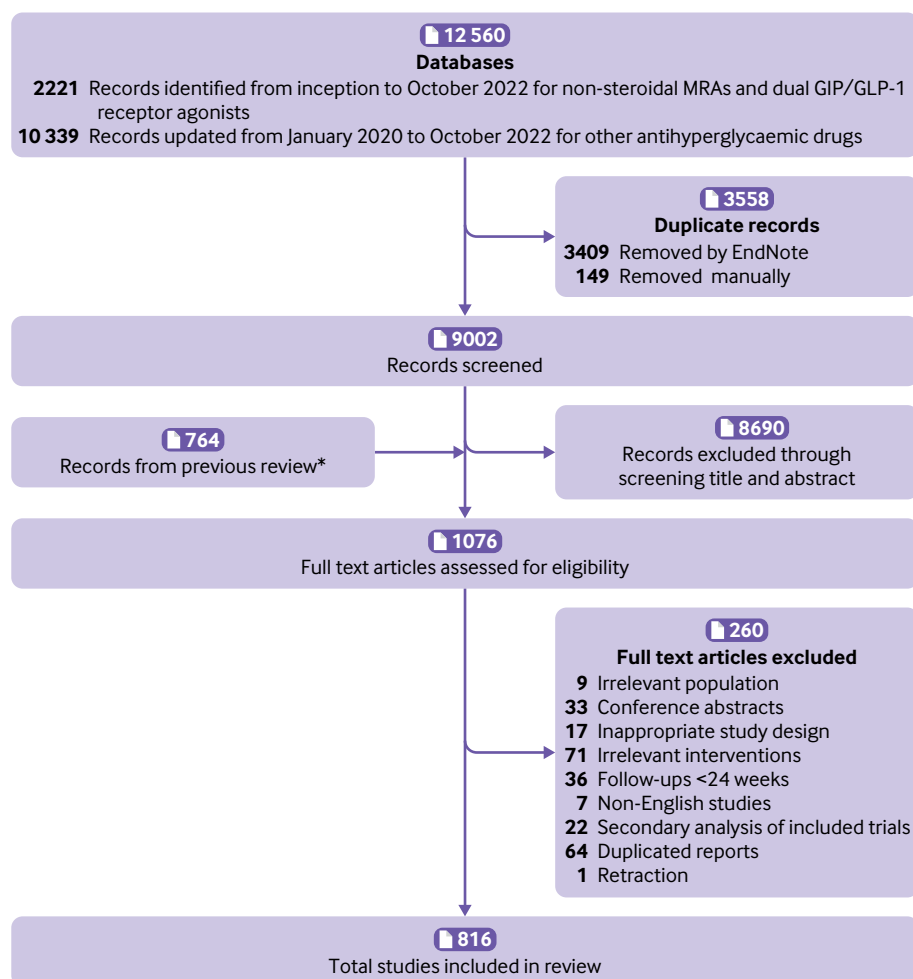 12 560
Databases
2221 Records identified from inception to October 2022 for non-steroidal MRAs and dual GIP/GLP-1
receptor agonists
10 339 Records updated from January 2020 to October 2022 for other antihyperglycaemic drugs
3558
Duplicate records
3409 Removed by EndNote
149 Removed manually
9002
Records screened
764
Records from previous review*
8690
Records excluded through
screening title and abstract
1076
Full text articles assessed for eligibility
260
Full text articles excluded
9 Irrelevant population
33 Conference abstracts
17 Inappropriate study design
71 Irrelevant interventions
36 Follow-ups <24 weeks
7 Non-English studies
22 Secondary analysis of included trials
64 Duplicated reports
1 Retraction
816
Total studies included in review